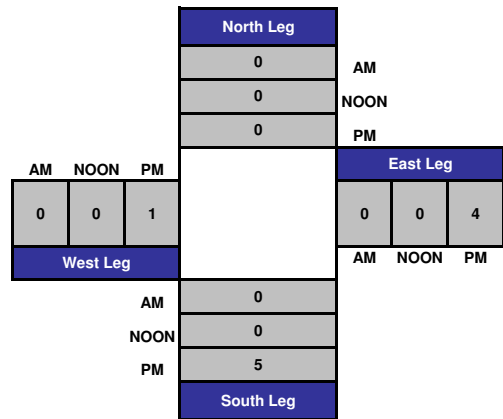 North Leg
0 AM
0 NOON
0 PM
AM NOON PM
East Leg
0 0 1
0 0 4
West Leg
AM NOON PM
AM 0
NOON 0
PM 5
South Leg